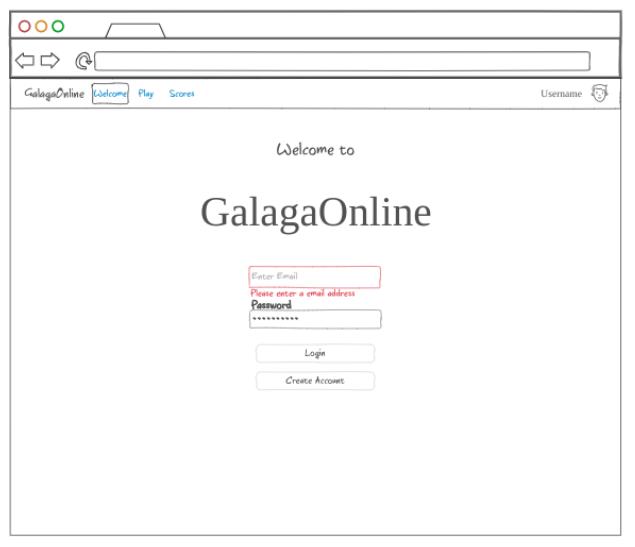 GalagaOnline Welcome Play Scores Username
Welcome to
GalagaOnline
Enter Email
Please enter a email address
Password
**********
Login
Create Account